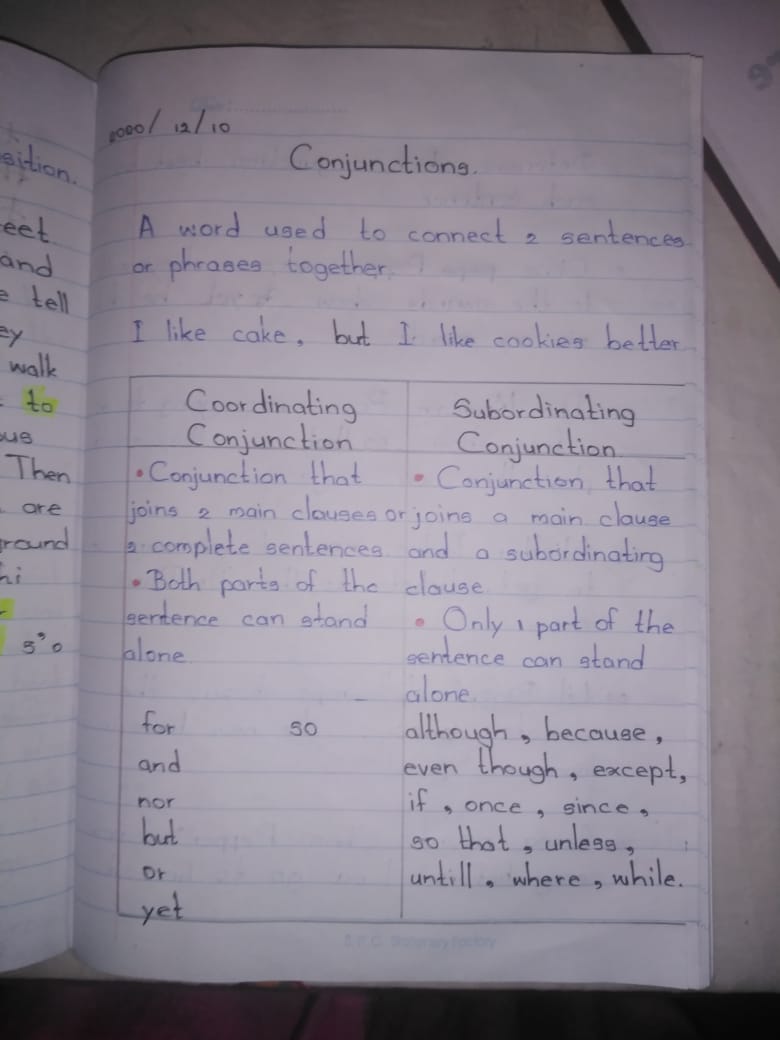 2020/12/10
Conjunctions.
A word used to connect 2 sentences
or phrases together.
I like cake, but I like cookies better
Coordinating
Conjunction
• Conjunction that
joins 2 main clauses or
2 complete sentences
• Both parts of the
sentence can stand
alone
for so
and
nor
but
or
yet
Subordinating
Conjunction
• Conjunction that
joins a main clause
and a subordinating
clause
• Only 1 part of the
sentence can stand
alone.
although, because,
even though, except,
if, once, since,
so that, unless,
untill, where, while.
sition.
eet
and
tell
ey
walk
to
ous
Then
are
round
hi